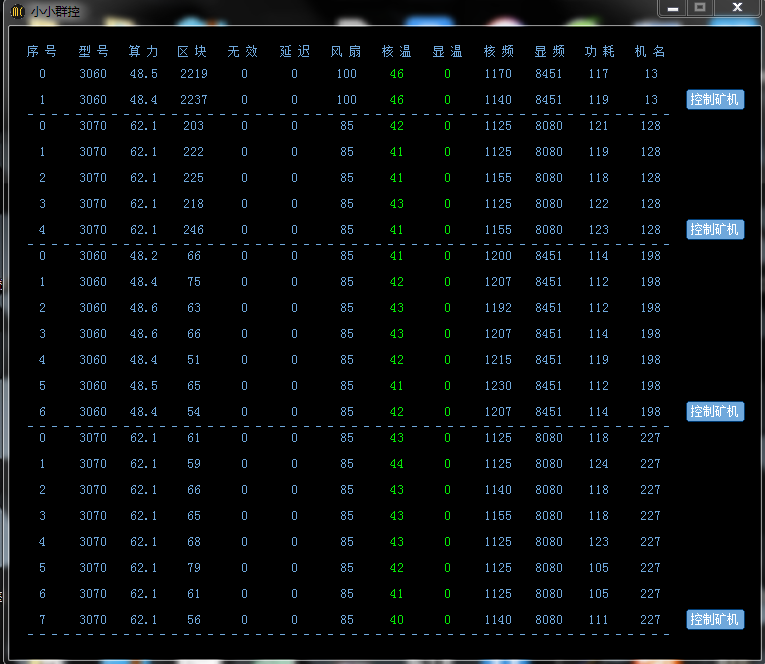 小小群控
序号 型号 算力 区块 无效 延迟 风扇 核温 显温 核频 显频 功耗 机名
0 3060 48.5 2219 0 0 100 46 0 1170 8451 117 13
1 3060 48.4 2237 0 0 100 46 0 1140 8451 119 13 控制矿机
0 3070 62.1 203 0 0 85 42 0 1125 8080 121 128
1 3070 62.1 222 0 0 85 41 0 1125 8080 119 128
2 3070 62.1 225 0 0 85 41 0 1155 8080 118 128
3 3070 62.1 218 0 0 85 43 0 1125 8080 122 128
4 3070 62.1 246 0 0 85 41 0 1155 8080 123 128 控制矿机
0 3060 48.2 66 0 0 85 41 0 1200 8451 114 198
1 3060 48.4 75 0 0 85 42 0 1207 8451 112 198
2 3060 48.6 63 0 0 85 43 0 1192 8451 112 198
3 3060 48.6 66 0 0 85 43 0 1207 8451 114 198
4 3060 48.4 51 0 0 85 42 0 1215 8451 119 198
5 3060 48.5 65 0 0 85 41 0 1230 8451 112 198
6 3060 48.4 54 0 0 85 42 0 1207 8451 114 198 控制矿机
0 3070 62.1 61 0 0 85 43 0 1125 8080 118 227
1 3070 62.1 59 0 0 85 44 0 1125 8080 124 227
2 3070 62.1 66 0 0 85 43 0 1140 8080 118 227
3 3070 62.1 65 0 0 85 43 0 1155 8080 118 227
4 3070 62.1 68 0 0 85 43 0 1125 8080 123 227
5 3070 62.1 79 0 0 85 42 0 1125 8080 105 227
6 3070 62.1 61 0 0 85 41 0 1125 8080 105 227
7 3070 62.1 56 0 0 85 40 0 1140 8080 111 227 控制矿机